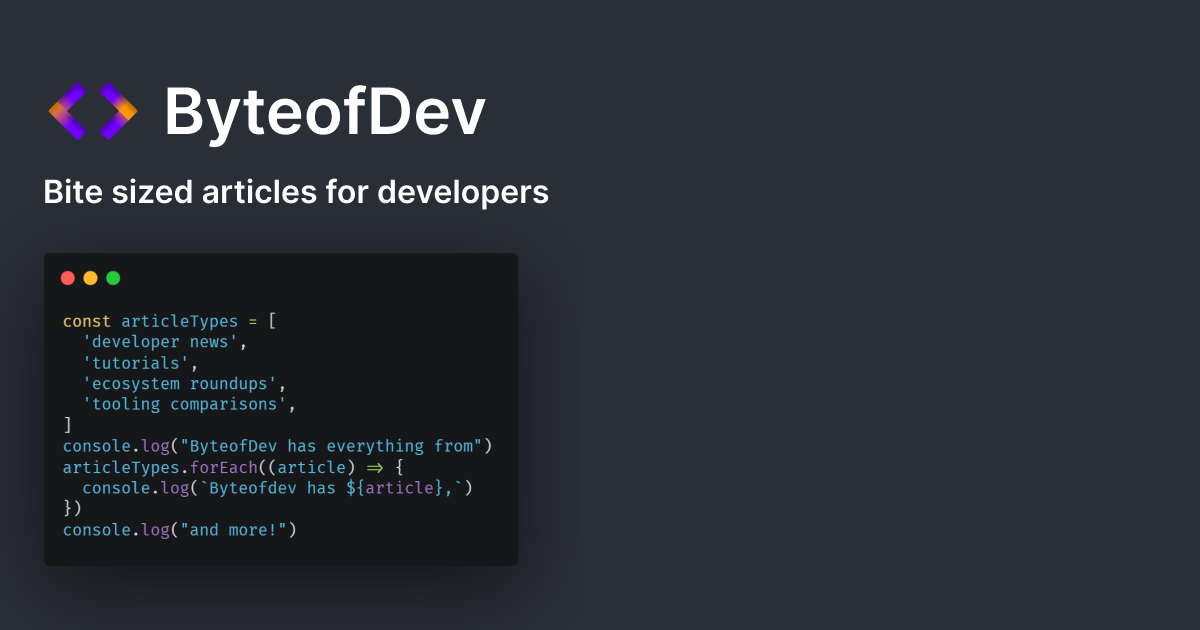 ByteofDev
Bite sized articles for developers
const articleTypes = [
  'developer news',
  'tutorials',
  'ecosystem roundups',
  'tooling comparisons',
]
console.log("ByteofDev has everything from")
articleTypes.forEach((article) => {
  console.log(`Byteofdev has ${article},`)
})
console.log("and more!")